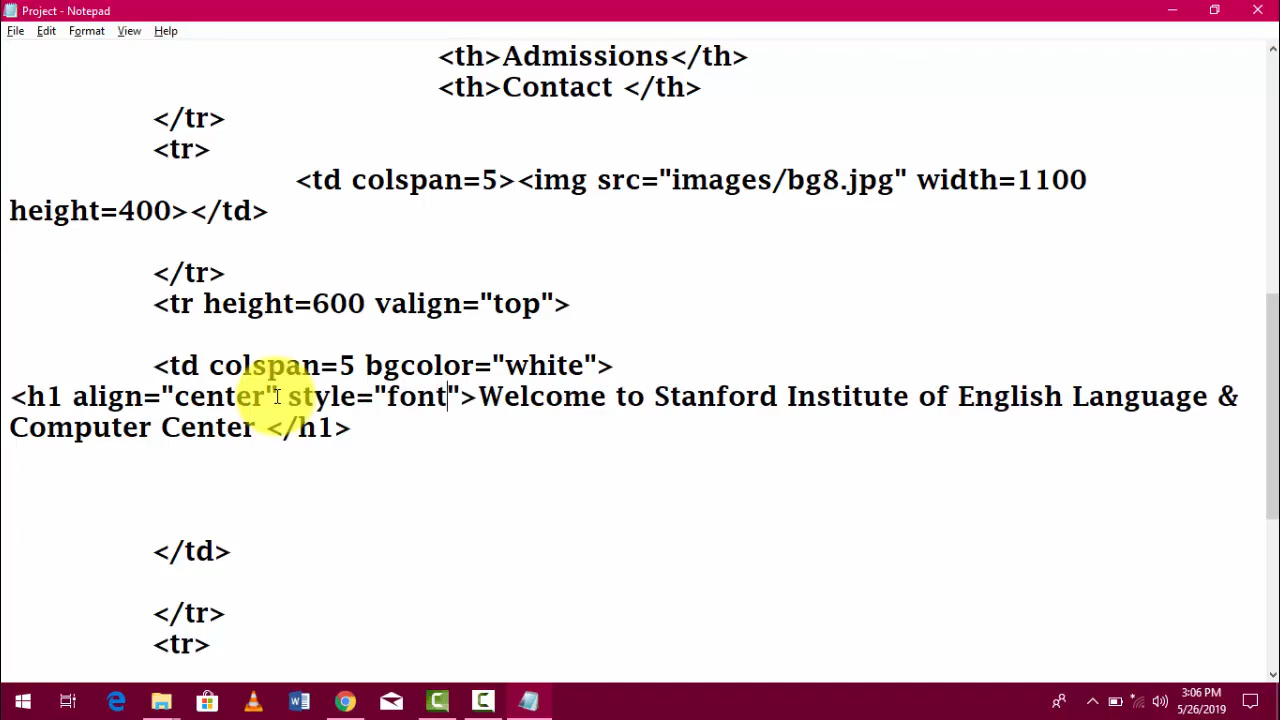 Project - Notepad
File Edit Format View Help
<th>Admissions</th>
<th>Contact </th>
</tr>
<tr>
<td colspan=5><img src="images/bg8.jpg" width=1100
height=400></td>
</tr>
<tr height=600 valign="top">
<td colspan=5 bgcolor="white">
<h1 align="center" style="font">Welcome to Stanford Institute of English Language &
Computer Center </h1>
</td>
</tr>
<tr>
3:06 PM
5/26/2019